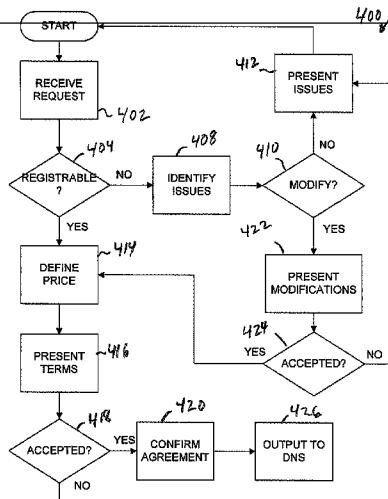 400
START
RECEIVE
REQUEST
402
412
PRESENT
ISSUES
404
REGISTRABLE
?
NO
408
IDENTIFY
ISSUES
410
MODIFY?
NO
YES
YES
414
DEFINE
PRICE
422
PRESENT
MODIFICATIONS
424
ACCEPTED?
YES
NO
416
PRESENT
TERMS
418
ACCEPTED?
YES
NO
420
CONFIRM
AGREEMENT
426
OUTPUT TO
DNS